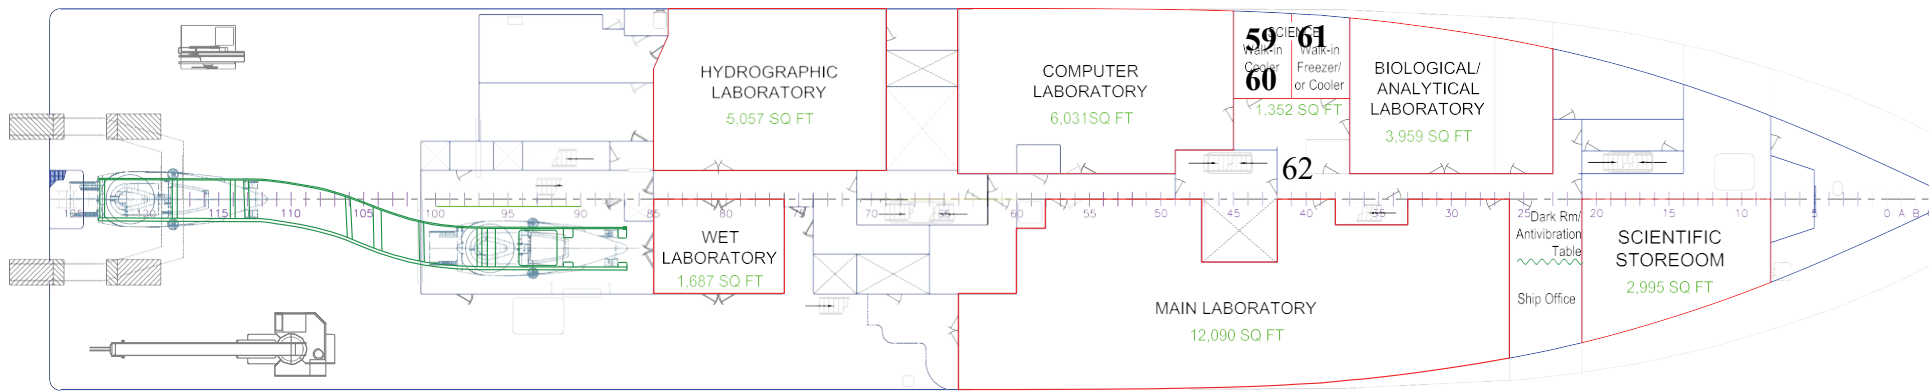 HYDROGRAPHIC
LABORATORY
5,057 SQ FT
COMPUTER
LABORATORY
6,031SQ FT
59
60
61
SCIENCE
Walk-in
Cooler
Walk-in
Freezer/
or Cooler
1,352 SQ FT
BIOLOGICAL/
ANALYTICAL
LABORATORY
3,959 SQ FT
62
125 120 115 110 105 100 95 90 85 80 70 60 55 50 45 40 35 30 25 20 15 10 5 0 A B
WET
LABORATORY
1,687 SQ FT
MAIN LABORATORY
12,090 SQ FT
Dark Rm/
Antivibration
Table
Ship Office
SCIENTIFIC
STOREOOM
2,995 SQ FT